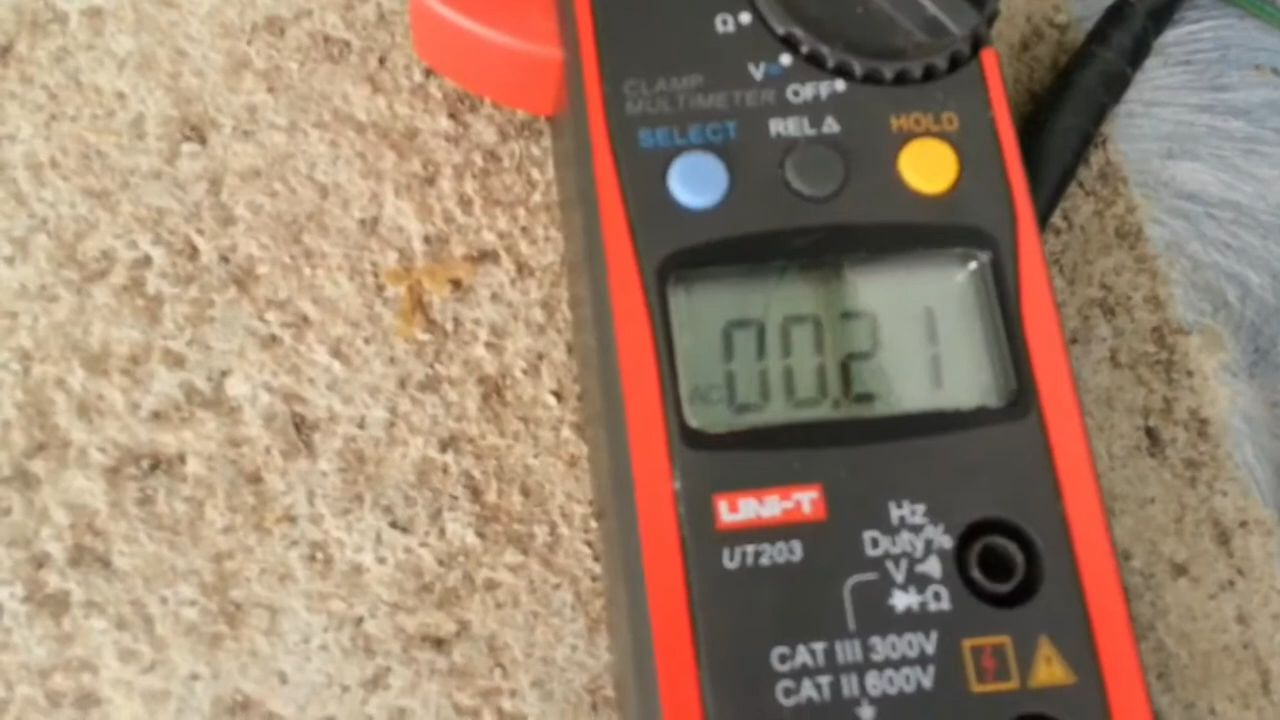 Ω
V
OFF
CLAMP
MULTIMETER
SELECT
REL Δ
HOLD
AC
00.21
UNI-T
UT203
Hz
Duty%
V
Ω
CAT III 300V
CAT II 600V